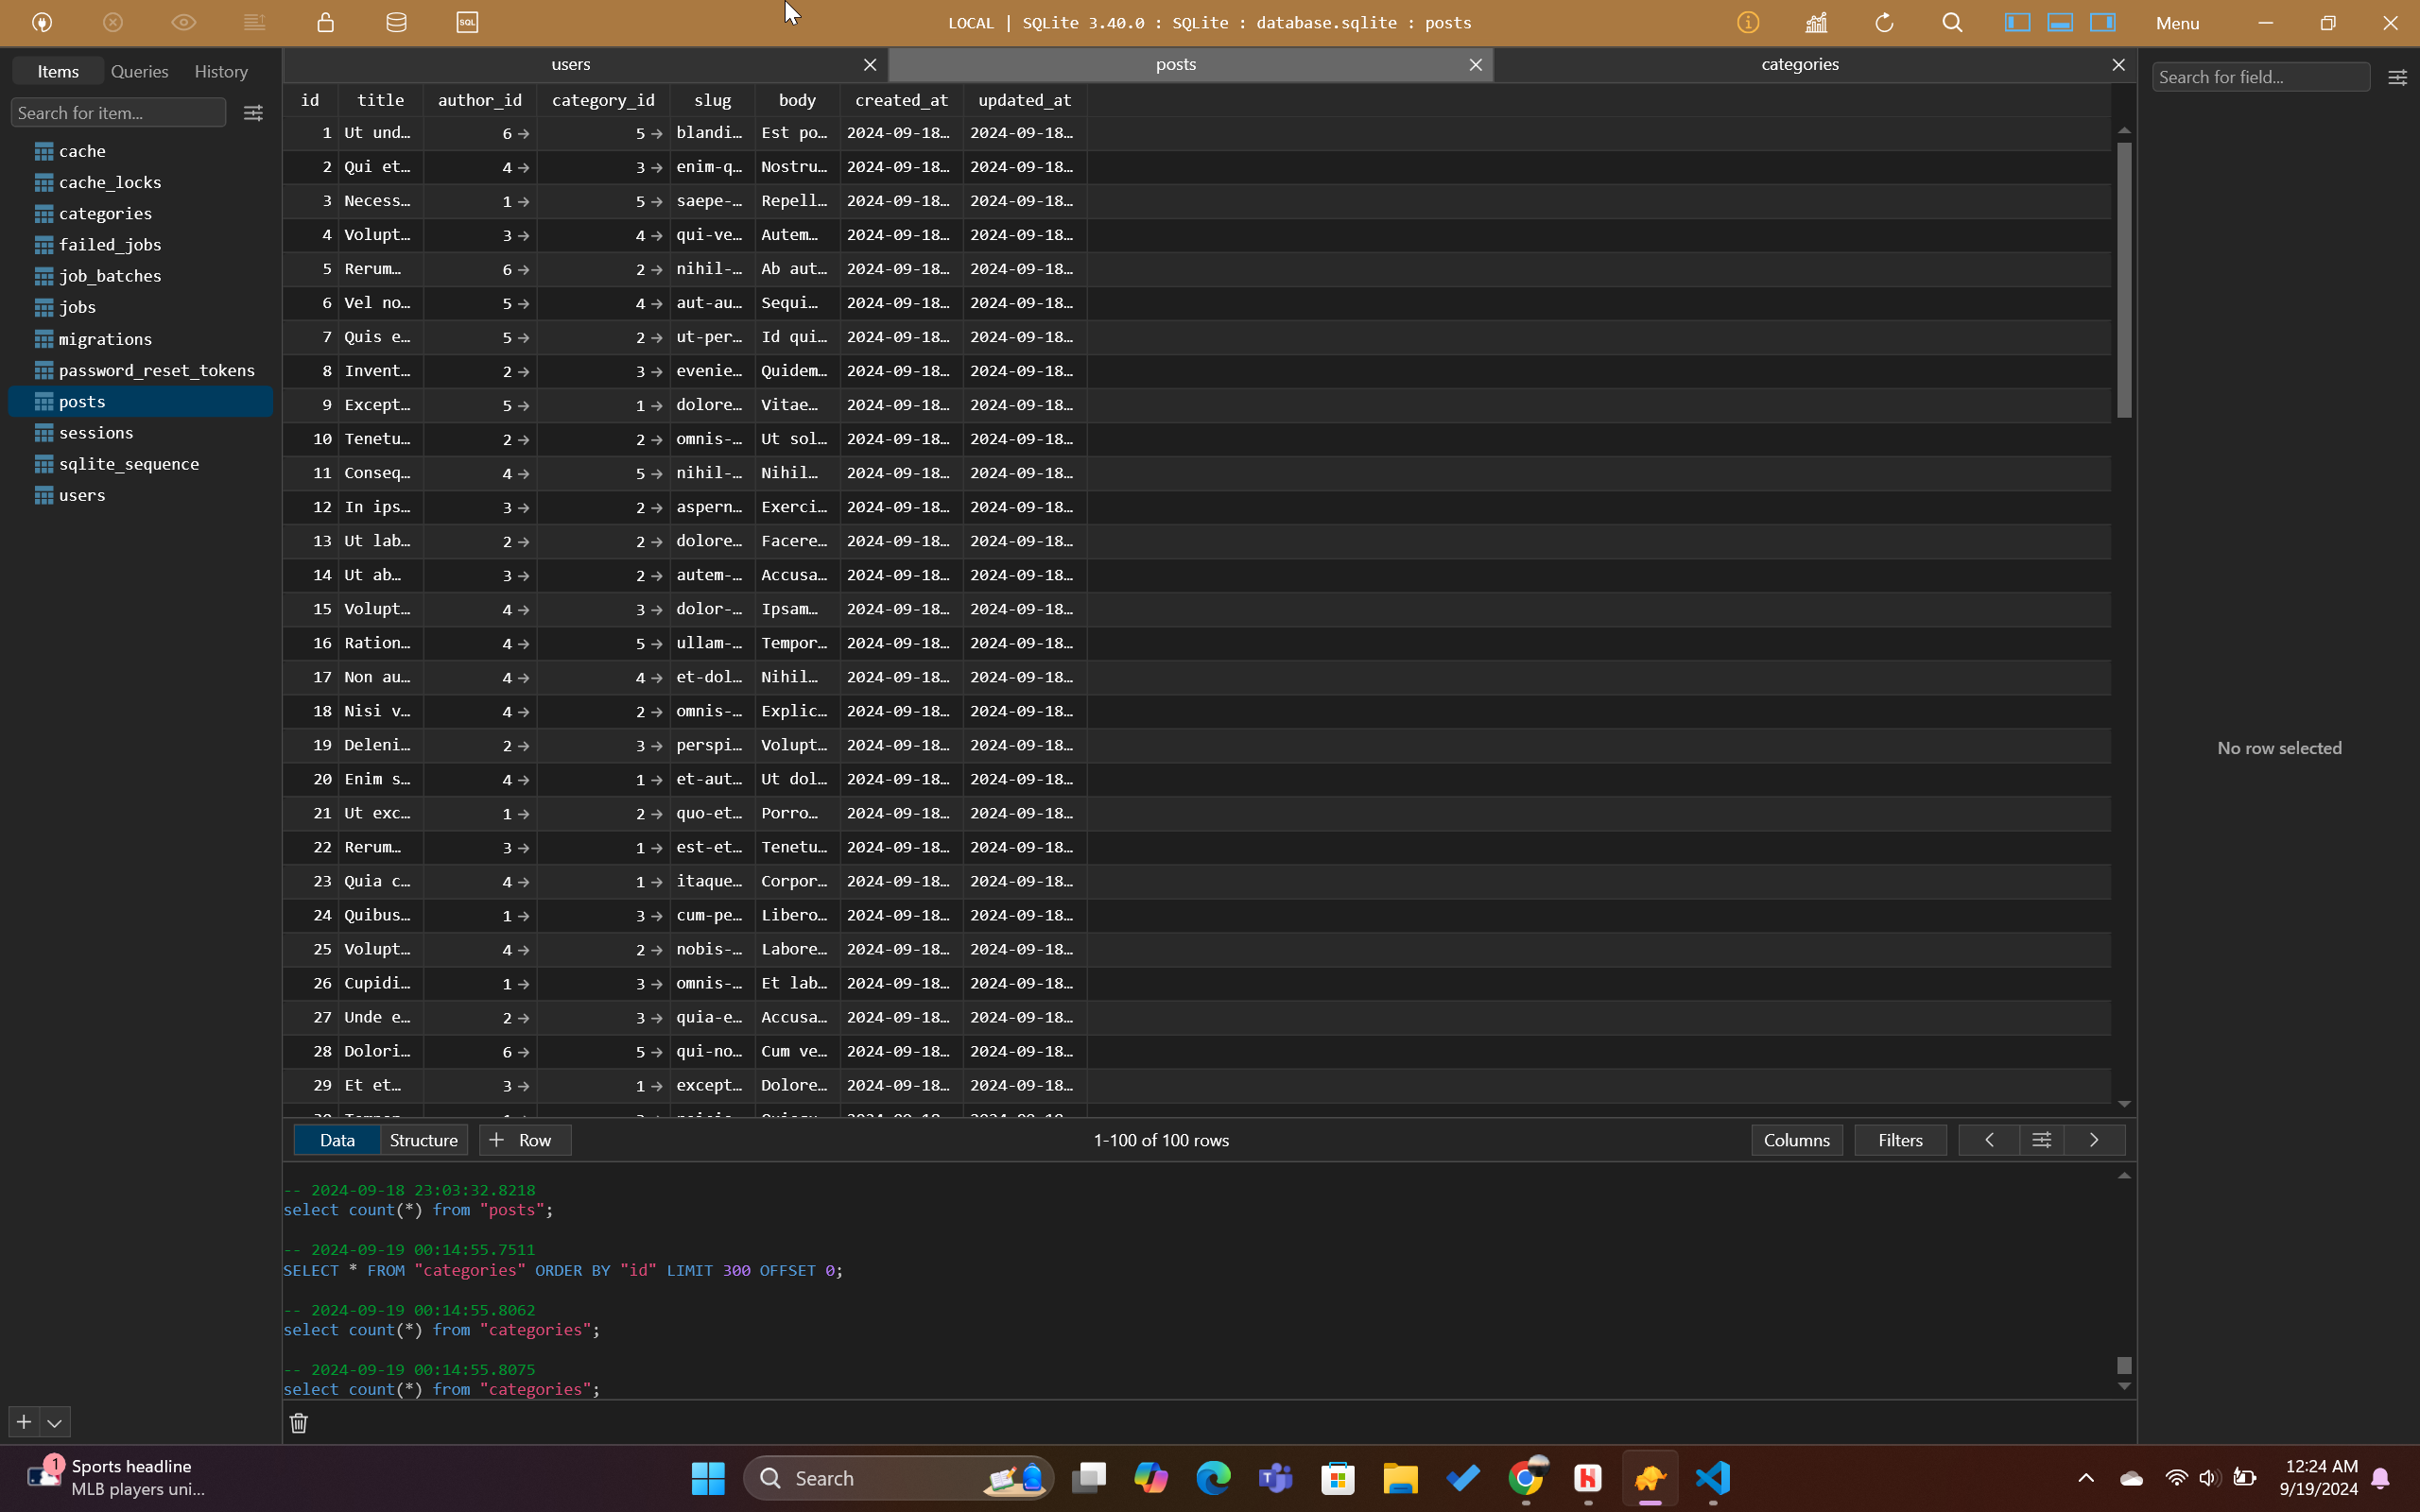 SQL
LOCAL | SQLite 3.40.0 : SQLite : database.sqlite : posts
Menu
Items Queries History
users
posts
categories
Search for item...
Search for field...
cache
cache_locks
categories
failed_jobs
job_batches
jobs
migrations
password_reset_tokens
posts
sessions
sqlite_sequence
users
id title author_id category_id slug body created_at updated_at
1 Ut und… 6 → 5 → blandi… Est po… 2024-09-18… 2024-09-18…
2 Qui et… 4 → 3 → enim-q… Nostru… 2024-09-18… 2024-09-18…
3 Necess… 1 → 5 → saepe-… Repell… 2024-09-18… 2024-09-18…
4 Volupt… 3 → 4 → qui-ve… Autem… 2024-09-18… 2024-09-18…
5 Rerum… 6 → 2 → nihil-… Ab aut… 2024-09-18… 2024-09-18…
6 Vel no… 5 → 4 → aut-au… Sequi… 2024-09-18… 2024-09-18…
7 Quis e… 5 → 2 → ut-per… Id qui… 2024-09-18… 2024-09-18…
8 Invent… 2 → 3 → evenie… Quidem… 2024-09-18… 2024-09-18…
9 Except… 5 → 1 → dolore… Vitae… 2024-09-18… 2024-09-18…
10 Tenetu… 2 → 2 → omnis-… Ut sol… 2024-09-18… 2024-09-18…
11 Conseq… 4 → 5 → nihil-… Nihil… 2024-09-18… 2024-09-18…
12 In ips… 3 → 2 → aspern… Exerci… 2024-09-18… 2024-09-18…
13 Ut lab… 2 → 2 → dolore… Facere… 2024-09-18… 2024-09-18…
14 Ut ab… 3 → 2 → autem-… Accusa… 2024-09-18… 2024-09-18…
15 Volupt… 4 → 3 → dolor-… Ipsam… 2024-09-18… 2024-09-18…
16 Ration… 4 → 5 → ullam-… Tempor… 2024-09-18… 2024-09-18…
17 Non au… 4 → 4 → et-dol… Nihil… 2024-09-18… 2024-09-18…
18 Nisi v… 4 → 2 → omnis-… Explic… 2024-09-18… 2024-09-18…
19 Deleni… 2 → 3 → perspi… Volupt… 2024-09-18… 2024-09-18…
20 Enim s… 4 → 1 → et-aut… Ut dol… 2024-09-18… 2024-09-18…
21 Ut exc… 1 → 2 → quo-et… Porro… 2024-09-18… 2024-09-18…
22 Rerum… 3 → 1 → est-et… Tenetu… 2024-09-18… 2024-09-18…
23 Quia c… 4 → 1 → itaque… Corpor… 2024-09-18… 2024-09-18…
24 Quibus… 1 → 3 → cum-pe… Libero… 2024-09-18… 2024-09-18…
25 Volupt… 4 → 2 → nobis-… Labore… 2024-09-18… 2024-09-18…
26 Cupidi… 1 → 3 → omnis-… Et lab… 2024-09-18… 2024-09-18…
27 Unde e… 2 → 3 → quia-e… Accusa… 2024-09-18… 2024-09-18…
28 Dolori… 6 → 5 → qui-no… Cum ve… 2024-09-18… 2024-09-18…
29 Et et… 3 → 1 → except… Dolore… 2024-09-18… 2024-09-18…
No row selected
Data Structure + Row 1-100 of 100 rows Columns Filters
-- 2024-09-18 23:03:32.8218
select count(*) from "posts";
-- 2024-09-19 00:14:55.7511
SELECT * FROM "categories" ORDER BY "id" LIMIT 300 OFFSET 0;
-- 2024-09-19 00:14:55.8062
select count(*) from "categories";
-- 2024-09-19 00:14:55.8075
select count(*) from "categories";
1
Sports headline
MLB players uni...
Search
12:24 AM
9/19/2024